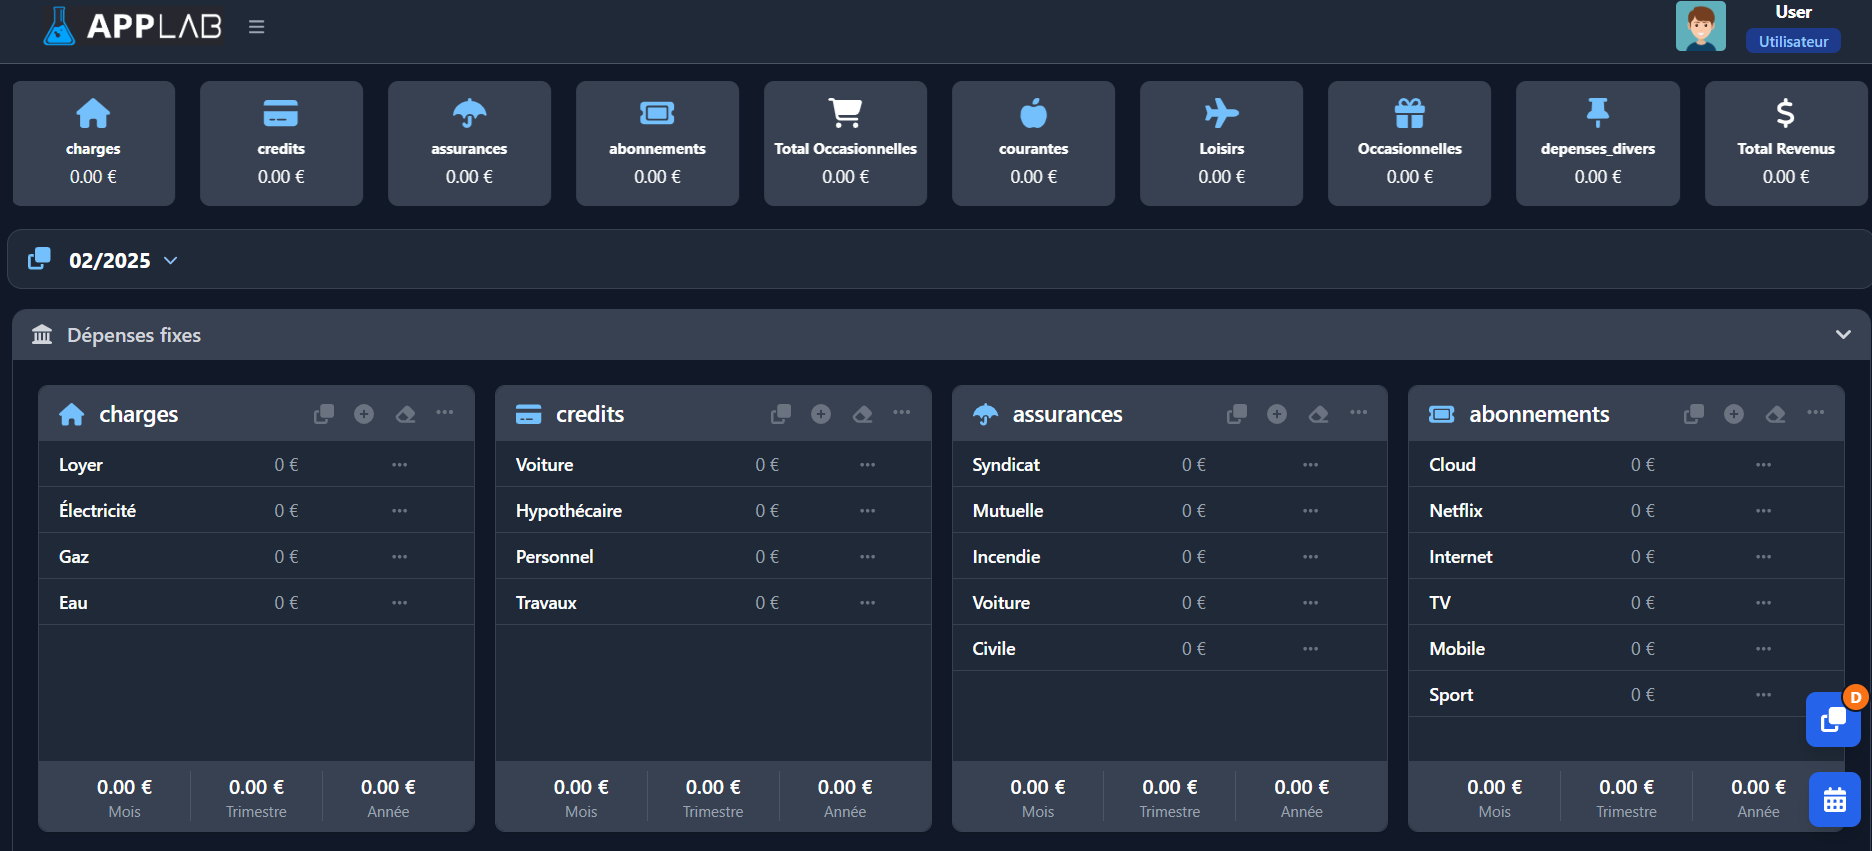 APPLAB
User
Utilisateur
charges
0.00 €
credits
0.00 €
assurances
0.00 €
abonnements
0.00 €
Total Occasionnelles
0.00 €
courantes
0.00 €
Loisirs
0.00 €
Occasionnelles
0.00 €
depenses_divers
0.00 €
Total Revenus
0.00 €
02/2025
Dépenses fixes
charges
Loyer 0 €
Électricité 0 €
Gaz 0 €
Eau 0 €
0.00 € 0.00 € 0.00 €
Mois Trimestre Année
credits
Voiture 0 €
Hypothécaire 0 €
Personnel 0 €
Travaux 0 €
0.00 € 0.00 € 0.00 €
Mois Trimestre Année
assurances
Syndicat 0 €
Mutuelle 0 €
Incendie 0 €
Voiture 0 €
Civile 0 €
0.00 € 0.00 € 0.00 €
Mois Trimestre Année
abonnements
Cloud 0 €
Netflix 0 €
Internet 0 €
TV 0 €
Mobile 0 €
Sport 0 €
0.00 € 0.00 € 0.00 €
Mois Trimestre Année
D